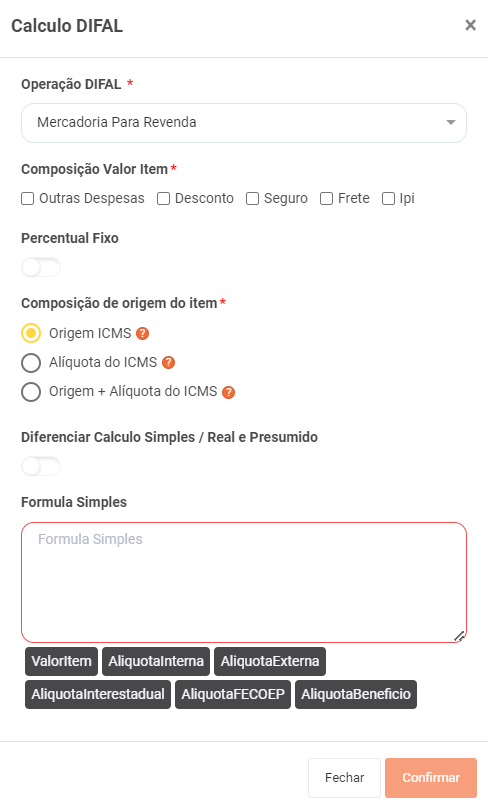 Calculo DIFAL ×
Operação DIFAL *
Mercadoria Para Revenda
Composição Valor Item *
Outras Despesas Desconto Seguro Frete Ipi
Percentual Fixo
Composição de origem do item *
Origem ICMS ?
Alíquota do ICMS ?
Origem + Alíquota do ICMS ?
Diferenciar Calculo Simples / Real e Presumido
Formula Simples
Formula Simples
ValorItem AliquotaInterna AliquotaExterna
AliquotaInterestadual AliquotaFECOEP AliquotaBeneficio
Fechar Confirmar